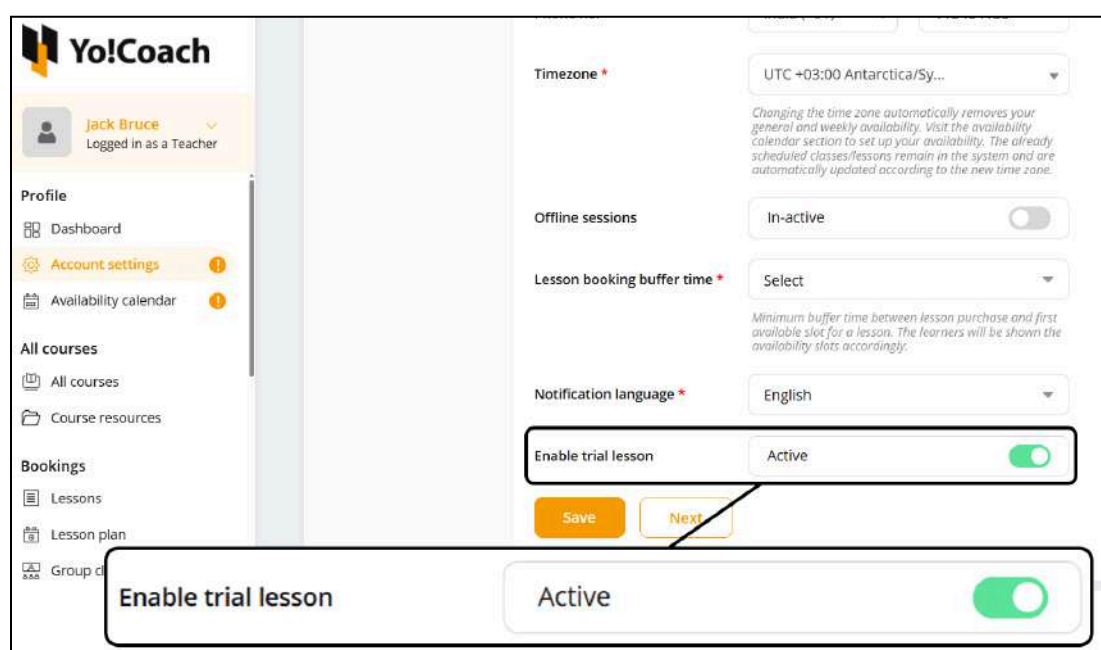 Yo!Coach
Jack Bruce
Logged in as a Teacher
Profile
Dashboard
Account settings
Availability calendar
All courses
All courses
Course resources
Bookings
Lessons
Lesson plan
Group
Timezone *
UTC +03:00 Antarctica/Sy...
Changing the time zone automatically removes your
general and weekly availability. Visit the availability
calendar section to set up your availability. The already
scheduled classes/lessons remain in the system and are
automatically updated according to the new time zone.
Offline sessions
In-active
Lesson booking buffer time *
Select
Minimum buffer time between lesson purchase and first
available slot for a lesson. The learners will be shown the
availability slots accordingly.
Notification language *
English
Enable trial lesson
Active
Save
Next
Enable trial lesson
Active